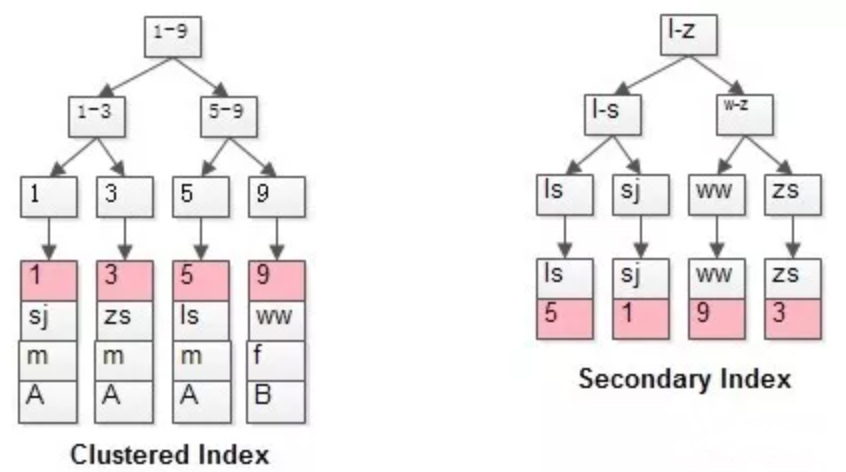 1-9
1-3
5-9
1
3
5
9
1
sj
m
A
3
zs
m
A
5
ls
m
A
9
ww
f
B
Clustered Index
l-z
l-s
w-z
ls
sj
ww
zs
ls
5
sj
1
ww
9
zs
3
Secondary Index